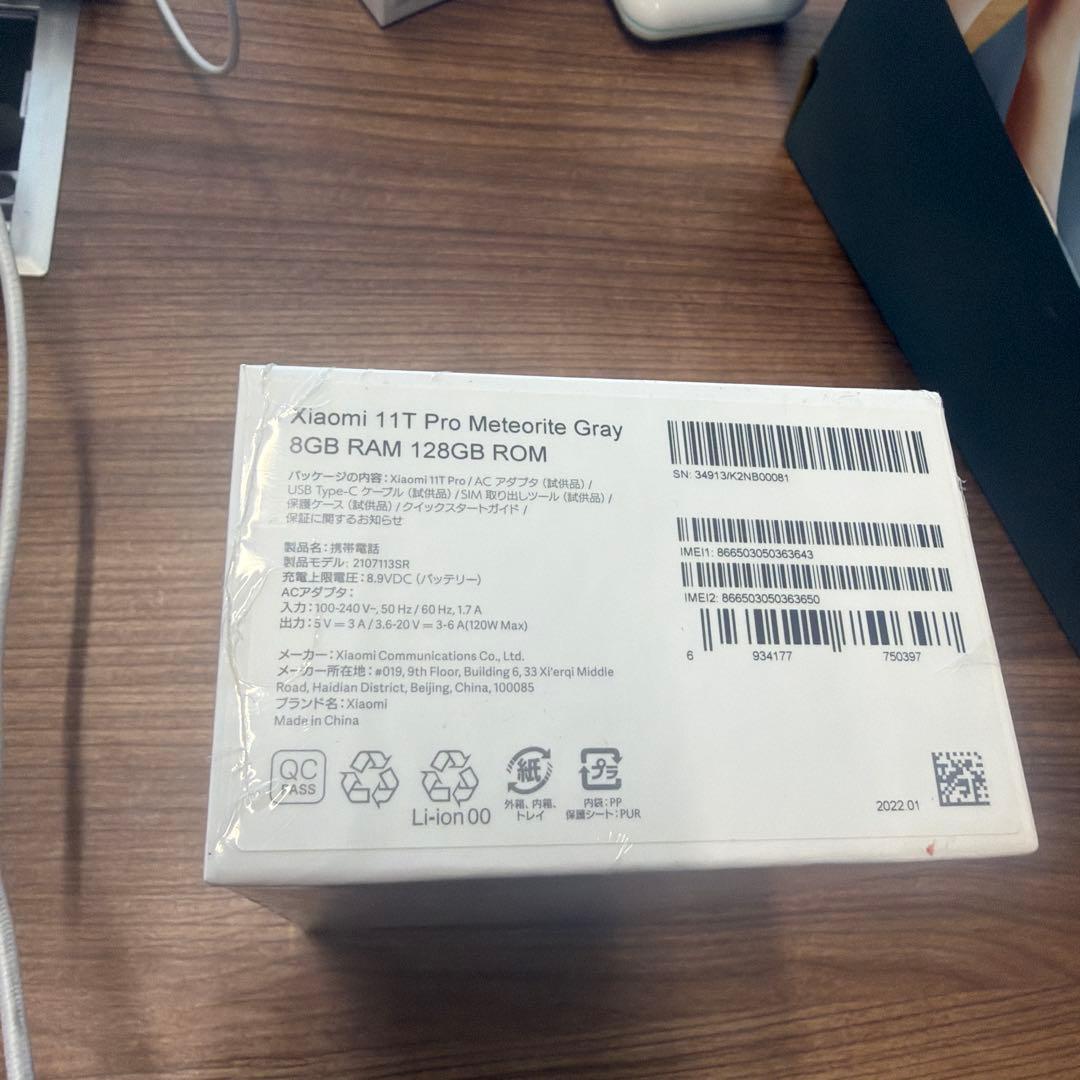 Xiaomi 11T Pro Meteorite Gray
8GB RAM 128GB ROM
パッケージの内容：Xiaomi 11T Pro / AC アダプタ（試供品）/
USB Type-C ケーブル（試供品）/ SIM 取り出しツール（試供品）/
保護ケース（試供品）/ クイックスタートガイド /
保証に関するお知らせ
製品名：携帯電話
製品モデル: 2107113SR
充電上限電圧：8.9VDC（バッテリー）
ACアダプタ：
入力：100-240 V~, 50 Hz / 60 Hz, 1.7 A
出力：5 V ⎓ 3 A / 3.6-20 V ⎓ 3-6 A(120W Max)
メーカー：Xiaomi Communications Co., Ltd.
メーカー所在地：#019, 9th Floor, Building 6, 33 Xi'erqi Middle
Road, Haidian District, Beijing, China, 100085
ブランド名：Xiaomi
Made in China
QC
PASS
Li-ion 00
紙
外箱、内箱、
トレイ
プラ
内袋：PP
保護シート：PUR
SN: 34913/K2NB00081
IMEI1: 866503050363643
IMEI2: 866503050363650
6 934177 750397
2022.01